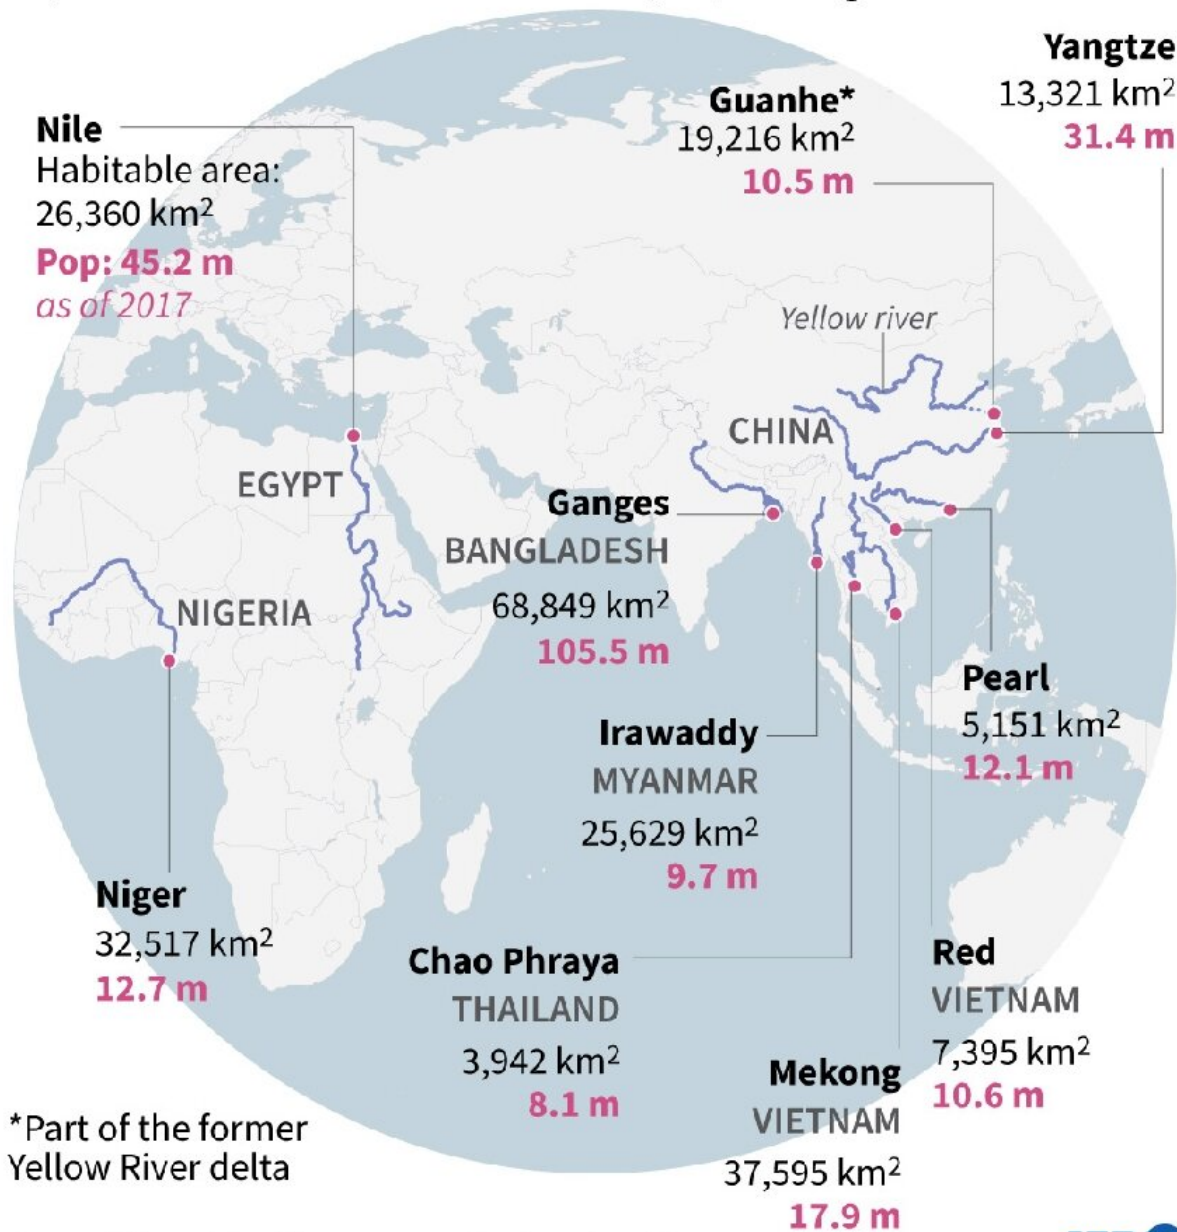 Yangtze
13,321 km²
31.4 m
Guanhe*
19,216 km²
10.5 m
Nile
Habitable area:
26,360 km²
Pop: 45.2 m
as of 2017
Yellow river
CHINA
EGYPT
NIGERIA
Ganges
BANGLADESH
68,849 km²
105.5 m
Pearl
5,151 km²
12.1 m
Irawaddy
MYANMAR
25,629 km²
9.7 m
Niger
32,517 km²
12.7 m
Chao Phraya
THAILAND
3,942 km²
8.1 m
Red
VIETNAM
7,395 km²
10.6 m
Mekong
VIETNAM
37,595 km²
17.9 m
*Part of the former
Yellow River delta